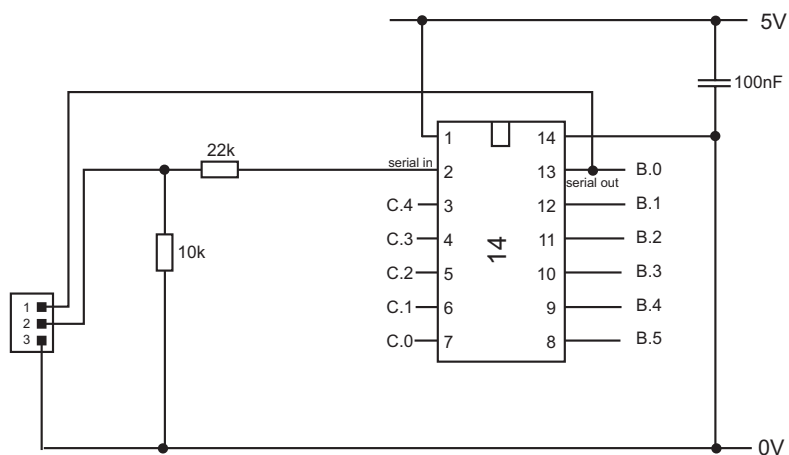 5V
100nF
1 14
22k
serial in
2 13 B.0
serial out
C.4 3 12 B.1
C.3 4 11 B.2
14
10k
C.2 5 10 B.3
C.1 6 9 B.4
C.0 7 8 B.5
1
2
3
0V